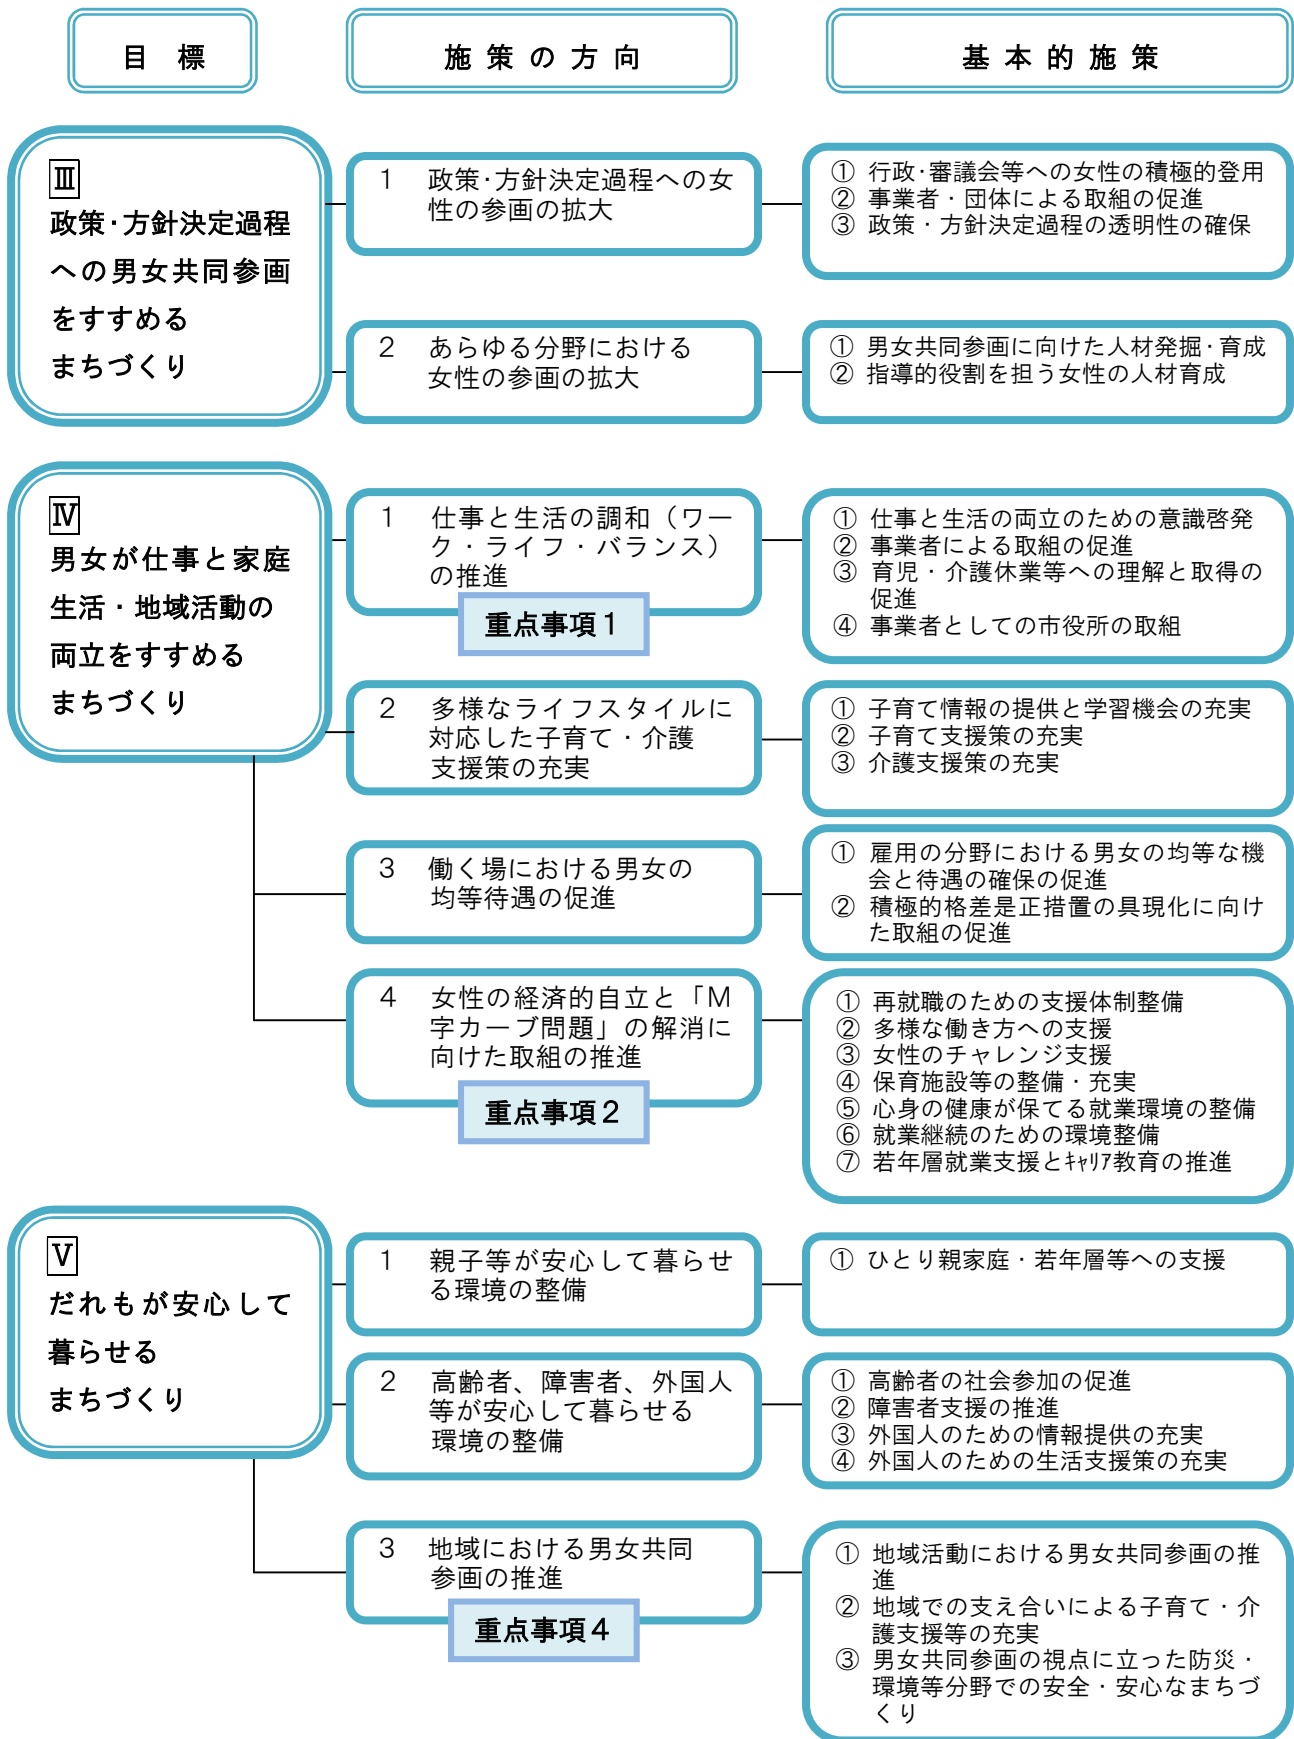 目 標
施 策 の 方 向
基 本 的 施 策
Ⅲ
政策・方針決定過程
への男女共同参画
をすすめる
まちづくり
1 政策・方針決定過程への女
性の参画の拡大
① 行政・審議会等への女性の積極的登用
② 事業者・団体による取組の促進
③ 政策・方針決定過程の透明性の確保
2 あらゆる分野における
女性の参画の拡大
① 男女共同参画に向けた人材発掘・育成
② 指導的役割を担う女性の人材育成
Ⅳ
男女が仕事と家庭
生活・地域活動の
両立をすすめる
まちづくり
1 仕事と生活の調和（ワー
ク・ライフ・バランス）
の推進
重点事項１
① 仕事と生活の両立のための意識啓発
② 事業者による取組の促進
③ 育児・介護休業等への理解と取得の
促進
④ 事業者としての市役所の取組
2 多様なライフスタイルに
対応した子育て・介護
支援策の充実
① 子育て情報の提供と学習機会の充実
② 子育て支援策の充実
③ 介護支援策の充実
3 働く場における男女の
均等待遇の促進
① 雇用の分野における男女の均等な機
会と待遇の確保の促進
② 積極的格差是正措置の具現化に向け
た取組の促進
4 女性の経済的自立と「Ｍ
字カーブ問題」の解消に
向けた取組の推進
重点事項２
① 再就職のための支援体制整備
② 多様な働き方への支援
③ 女性のチャレンジ支援
④ 保育施設等の整備・充実
⑤ 心身の健康が保てる就業環境の整備
⑥ 就業継続のための環境整備
⑦ 若年層就業支援とｷｬﾘｱ教育の推進
Ⅴ
だれもが安心して
暮らせる
まちづくり
1 親子等が安心して暮らせ
る環境の整備
① ひとり親家庭・若年層等への支援
2 高齢者、障害者、外国人
等が安心して暮らせる
環境の整備
① 高齢者の社会参加の促進
② 障害者支援の推進
③ 外国人のための情報提供の充実
④ 外国人のための生活支援策の充実
3 地域における男女共同
参画の推進
重点事項４
① 地域活動における男女共同参画の推
進
② 地域での支え合いによる子育て・介
護支援等の充実
③ 男女共同参画の視点に立った防災・
環境等分野での安全・安心なまちづ
くり